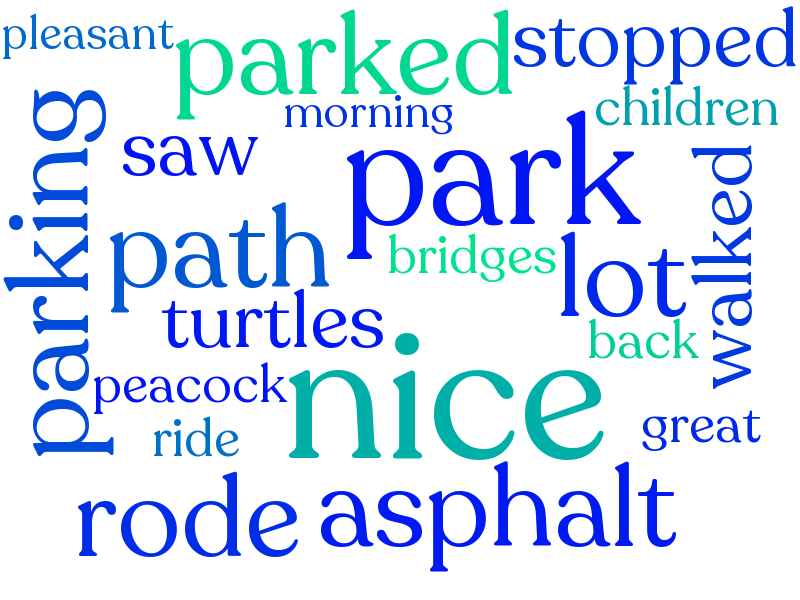 pleasant
parked
stopped
morning
children
saw
park
parking
walked
path
bridges
lot
turtles
back
nice
peacock
ride
great
rode
asphalt